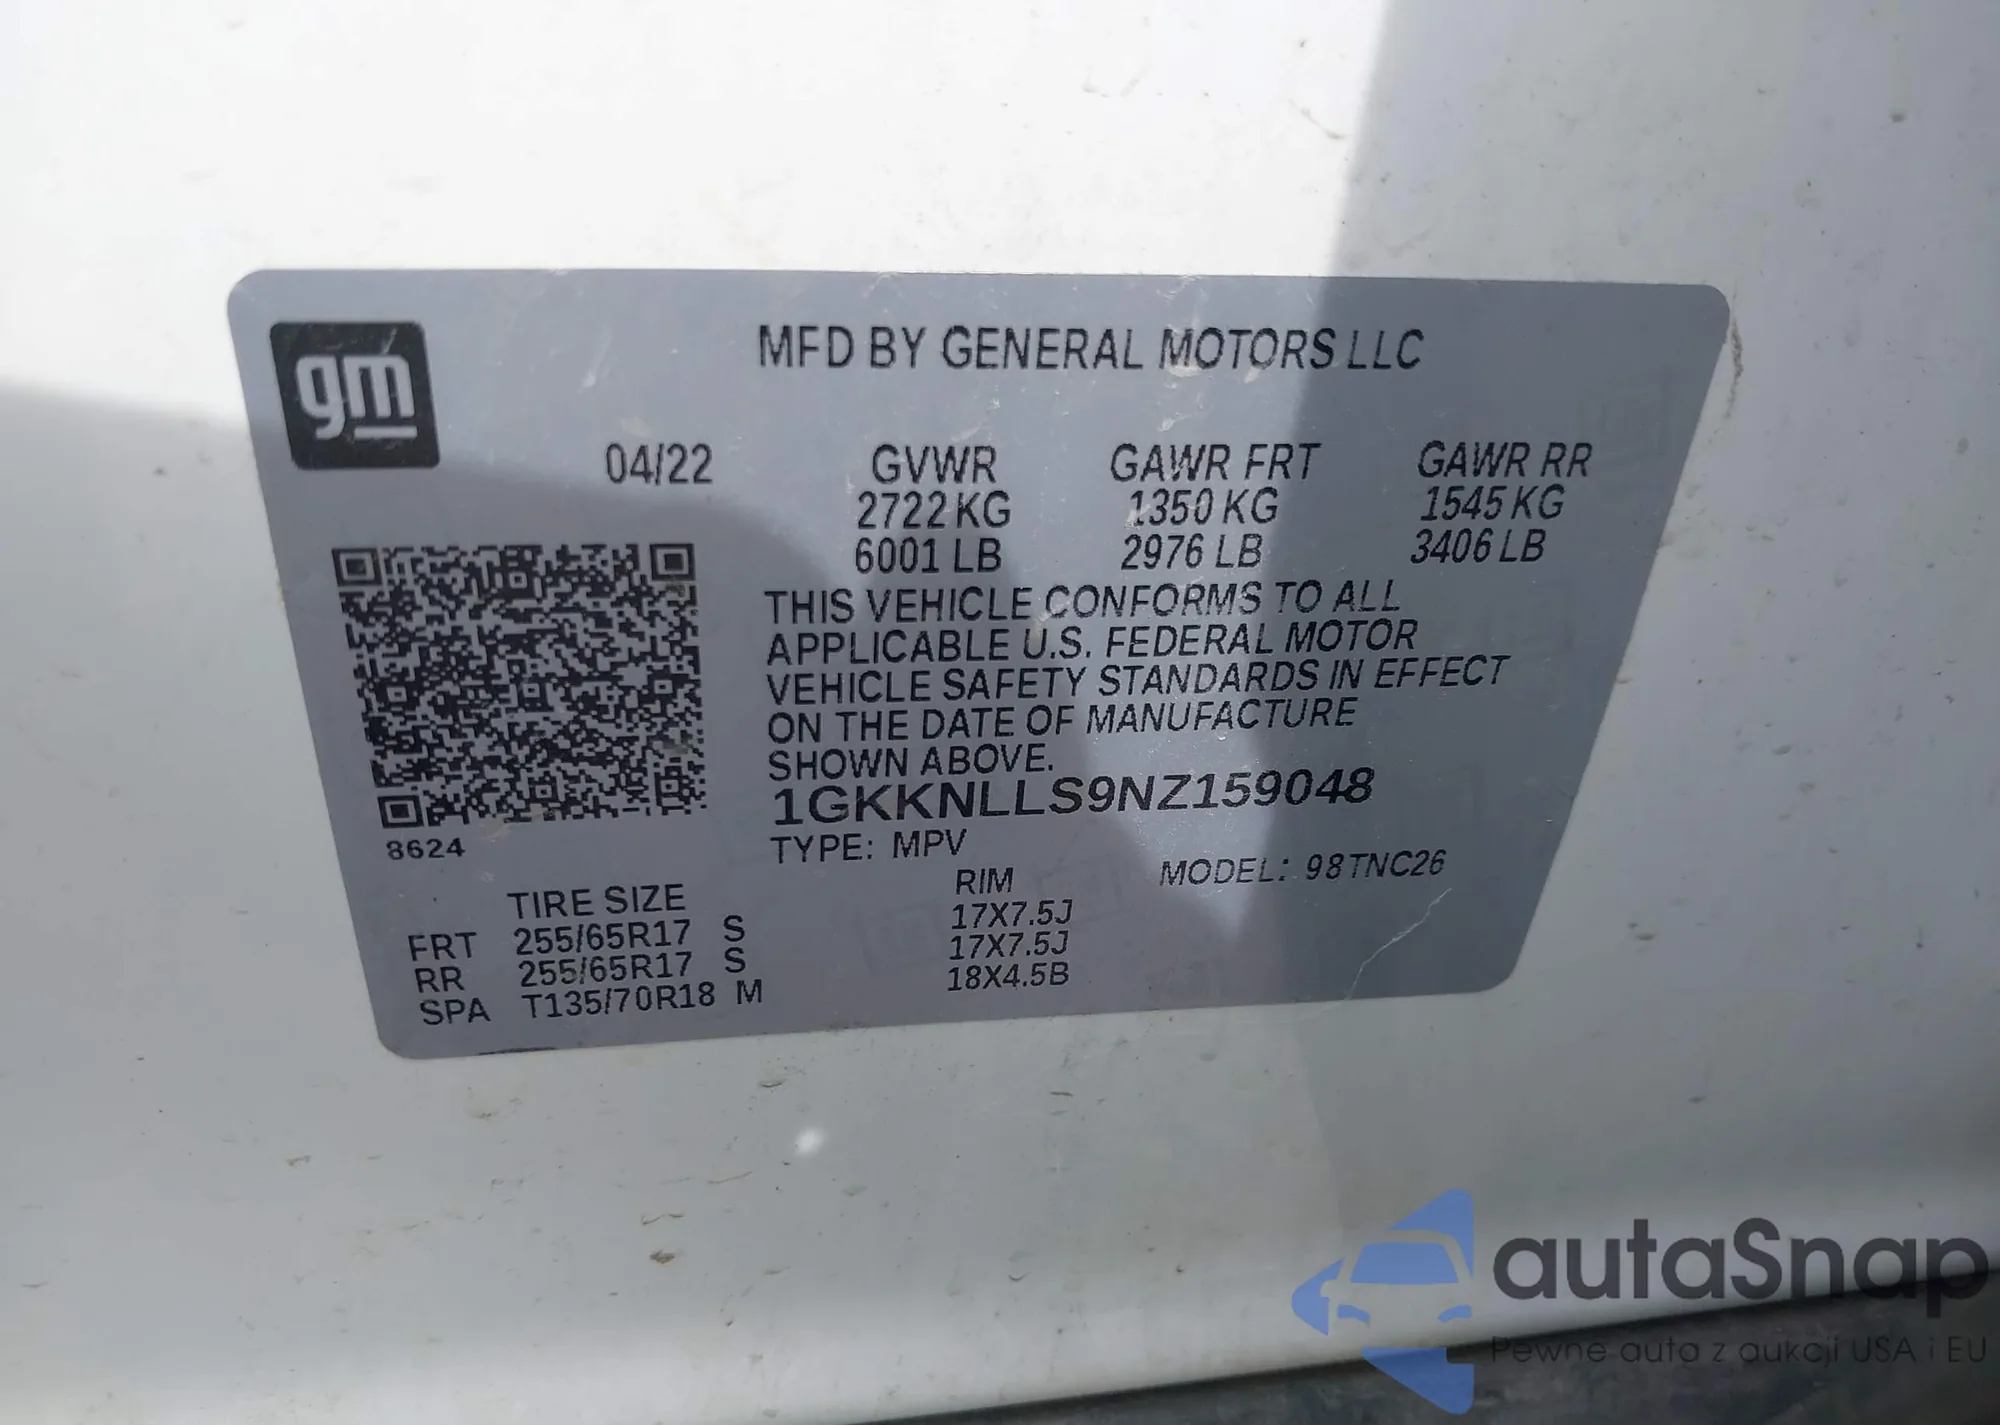 gm
MFD BY GENERAL MOTORS LLC
04/22 GVWR GAWR FRT GAWR RR
2722 KG 1350 KG 1545 KG
6001 LB 2976 LB 3406 LB
THIS VEHICLE CONFORMS TO ALL
APPLICABLE U.S. FEDERAL MOTOR
VEHICLE SAFETY STANDARDS IN EFFECT
ON THE DATE OF MANUFACTURE
SHOWN ABOVE.
1GKKNLLS9NZ159048
8624
TYPE: MPV
MODEL: 98TNC26
TIRE SIZE RIM
FRT 255/65R17 S 17X7.5J
RR 255/65R17 S 17X7.5J
SPA T135/70R18 M 18X4.5B
autaSnap
Pewne auta z aukcji USA i EU